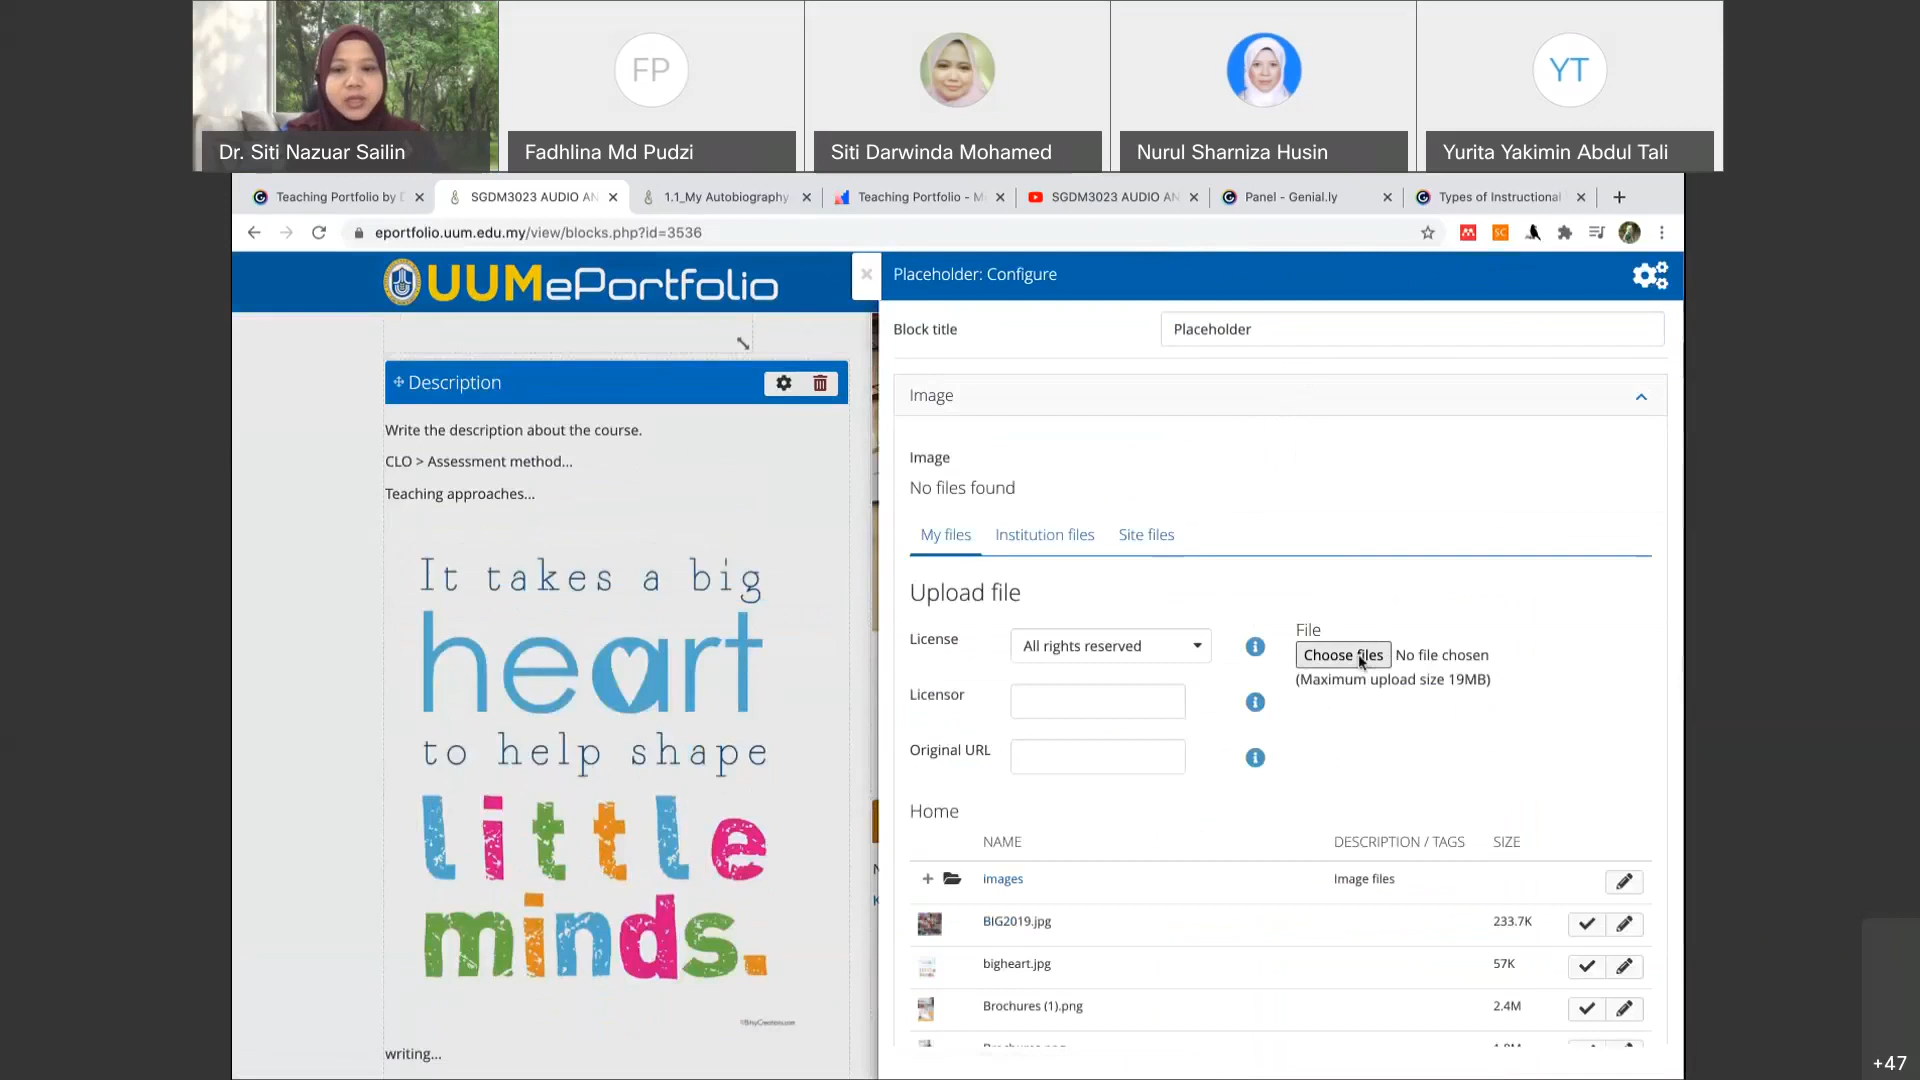 FP
YT
Dr. Siti Nazuar Sailin
Fadhlina Md Pudzi
Siti Darwinda Mohamed
Nurul Sharniza Husin
Yurita Yakimin Abdul Tali
Teaching Portfolio by
SGDM3023 AUDIO AN
1.1_My Autobiography
Teaching Portfolio - M
SGDM3023 AUDIO AN
Panel - Genial.ly
Types of Instructional
eportfolio.uum.edu.my/view/blocks.php?id=3536
SC
UUMePortfolio
Placeholder: Configure
Block title
Placeholder
Description
Write the description about the course.
CLO > Assessment method...
Teaching approaches...
It takes a big
heart
to help shape
little
minds.
writing...
Image
Image
No files found
My files
Institution files
Site files
Upload file
License
All rights reserved
File
Choose files No file chosen
(Maximum upload size 19MB)
Licensor
Original URL
Home
NAME
DESCRIPTION / TAGS
SIZE
images
Image files
BIG2019.jpg
233.7K
bigheart.jpg
57K
Brochures (1).png
2.4M
+47